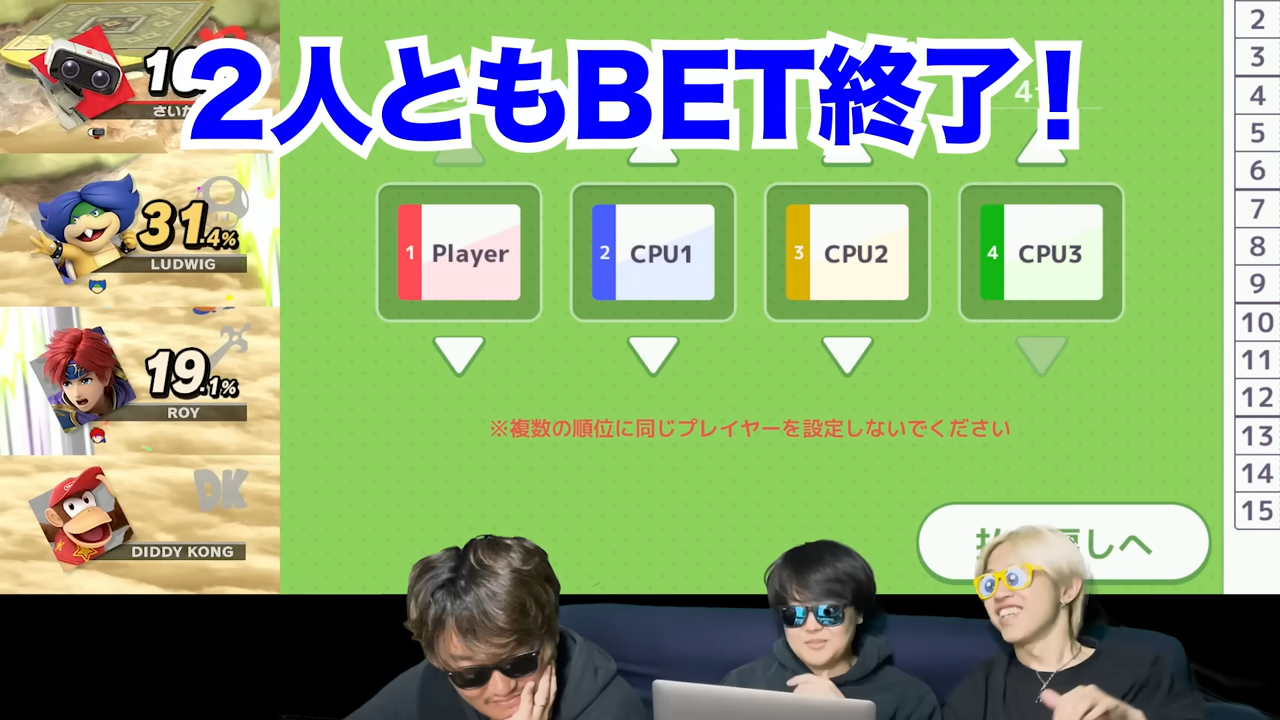 2人ともBET終了!
31.4%
LUDWIG
19.1%
ROY
DK
DIDDY KONG
1 Player
2 CPU1
3 CPU2
4 CPU3
※複数の順位に同じプレイヤーを設定しないでください
しへ
2
3
4
5
6
7
8
9
10
11
12
13
14
15